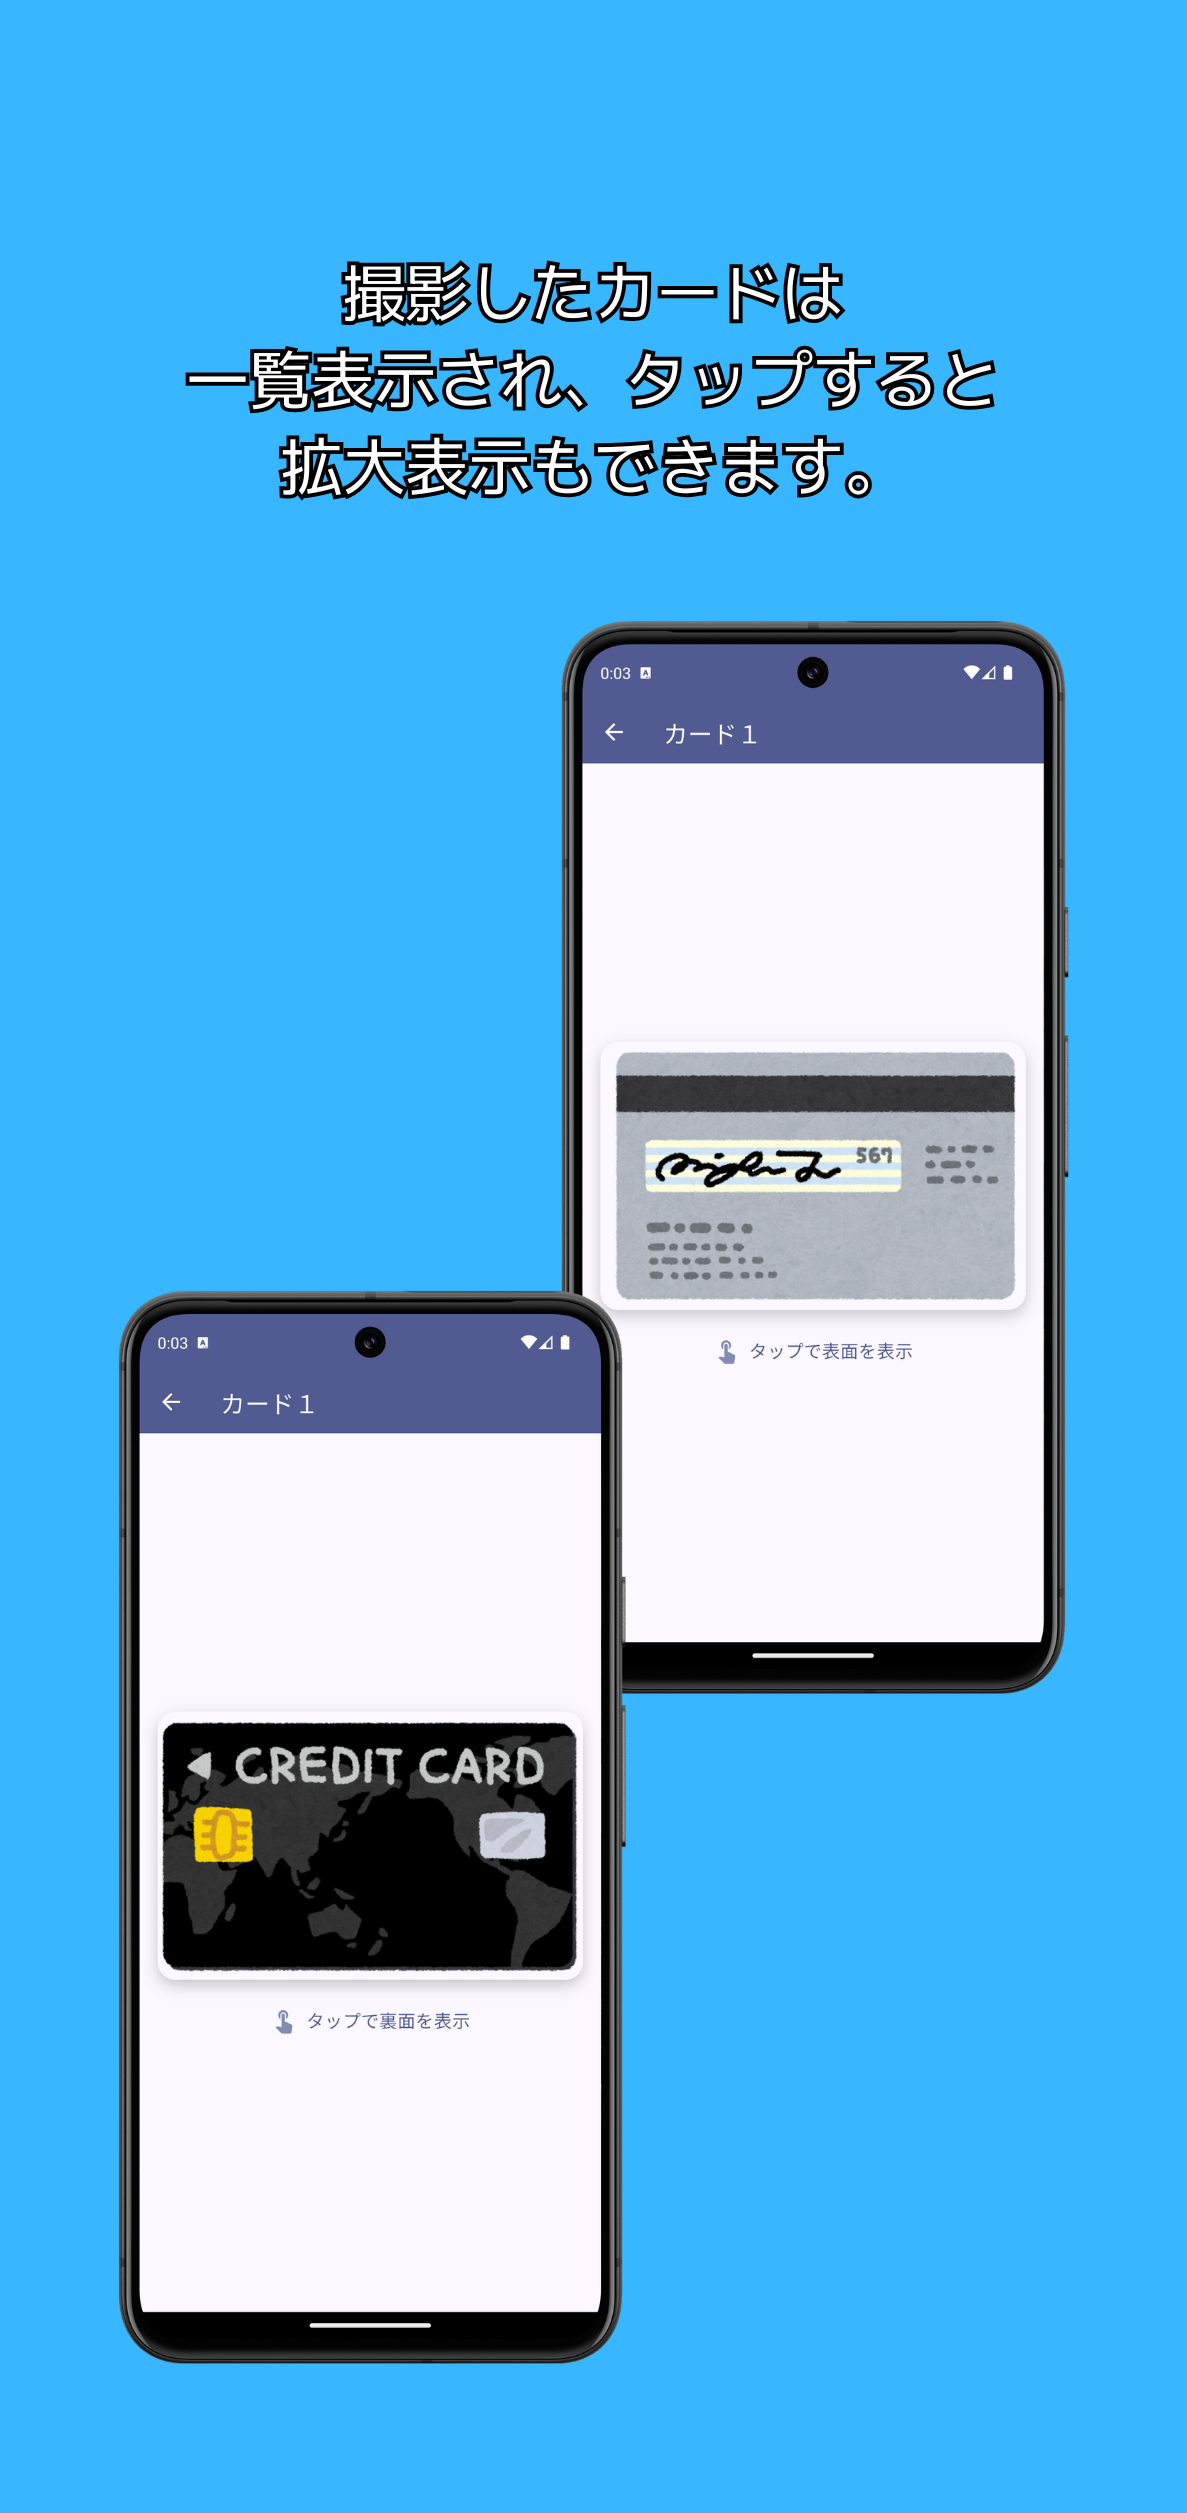 撮影したカードは
一覧表示され、タップすると
拡大表示もできます。
0:03
カード１
567
タップで表面を表示
0:03
カード１
CREDIT CARD
タップで裏面を表示